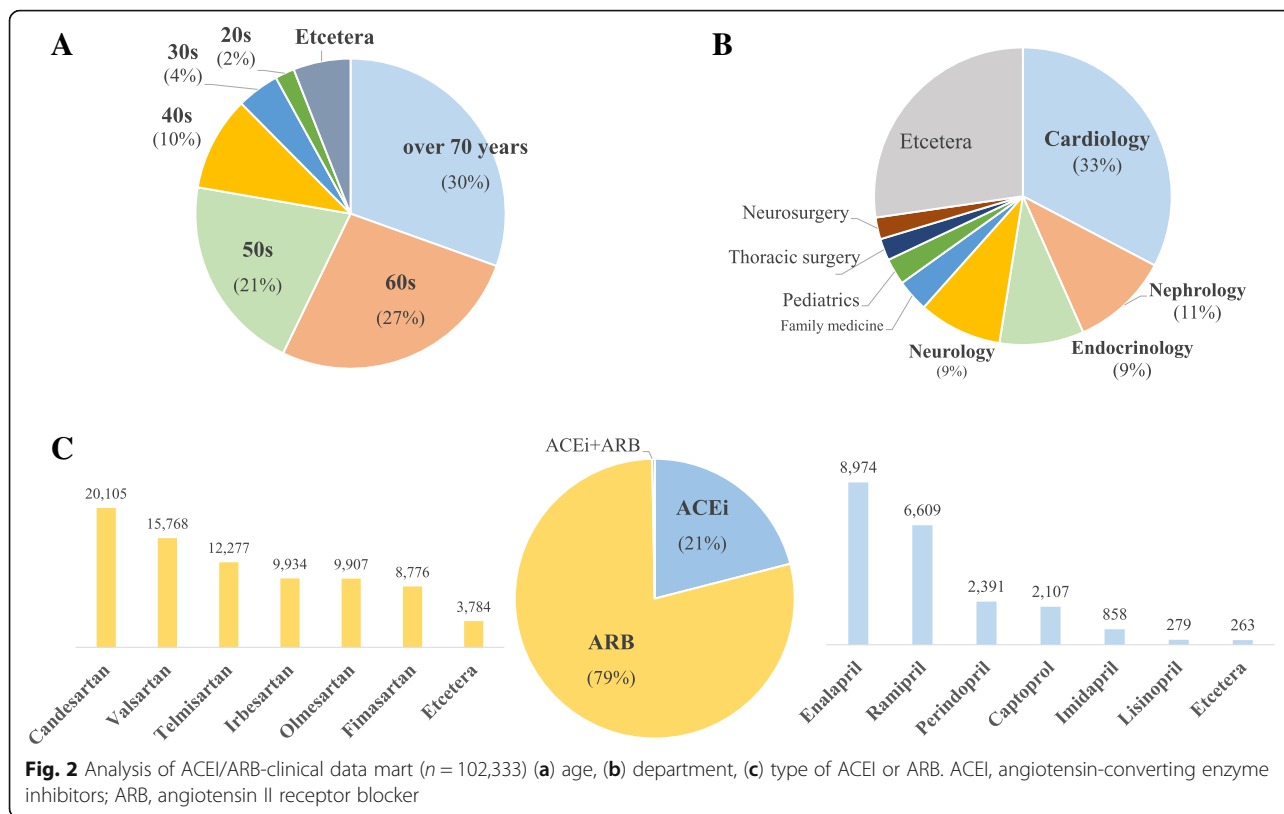 A
20s
(2%)
Etcetera
30s
(4%)
40s
(10%)
over 70 years
(30%)
50s
(21%)
60s
(27%)
B
Etcetera
Cardiology
(33%)
Neurosurgery
Thoracic surgery
Pediatrics
Family medicine
Nephrology
(11%)
Neurology
(9%)
Endocrinology
(9%)
C
20,105
15,768
12,277
9,934
9,907
8,776
3,784
Candesartan
Valsartan
Telmisartan
Irbesartan
Olmesartan
Fimasartan
Etcetera
ACEi+ARB
ACEi
(21%)
ARB
(79%)
8,974
6,609
2,391
2,107
858
279
263
Enalapril
Ramipril
Perindopril
Captoprol
Imidapril
Lisinopril
Etcetera
Fig. 2 Analysis of ACEI/ARB-clinical data mart (n = 102,333) (a) age, (b) department, (c) type of ACEI or ARB. ACEI, angiotensin-converting enzyme
inhibitors; ARB, angiotensin II receptor blocker